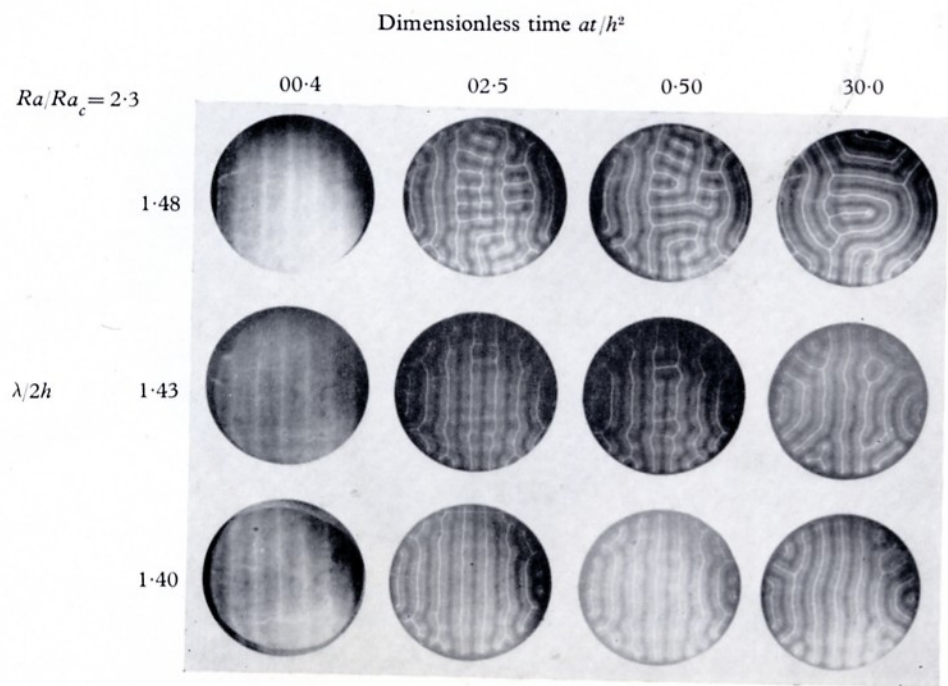 Dimensionless time at/h²
Ra/Ra_c = 2·3
00·4 02·5 0·50 30·0
1·48
λ/2h 1·43
1·40